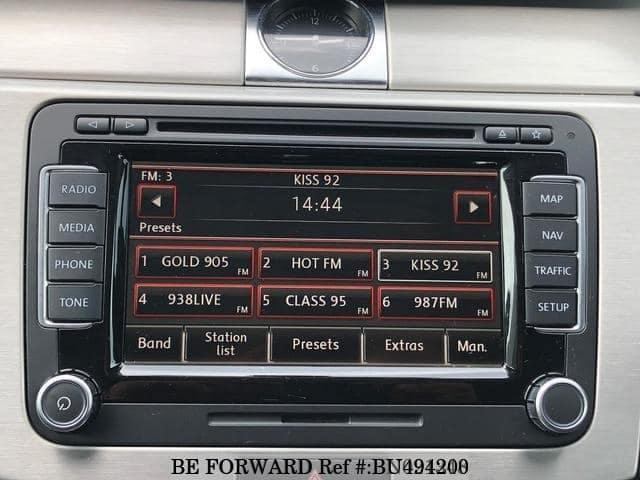 12
6
FM: 3
KISS 92
14:44
Presets
1 GOLD 905 FM
2 HOT FM FM
3 KISS 92 FM
4 938LIVE FM
5 CLASS 95 FM
6 987FM FM
Band
Station list
Presets
Extras
Man.
RADIO
MEDIA
PHONE
TONE
MAP
NAV
TRAFFIC
SETUP
BE FORWARD Ref #:BU494200